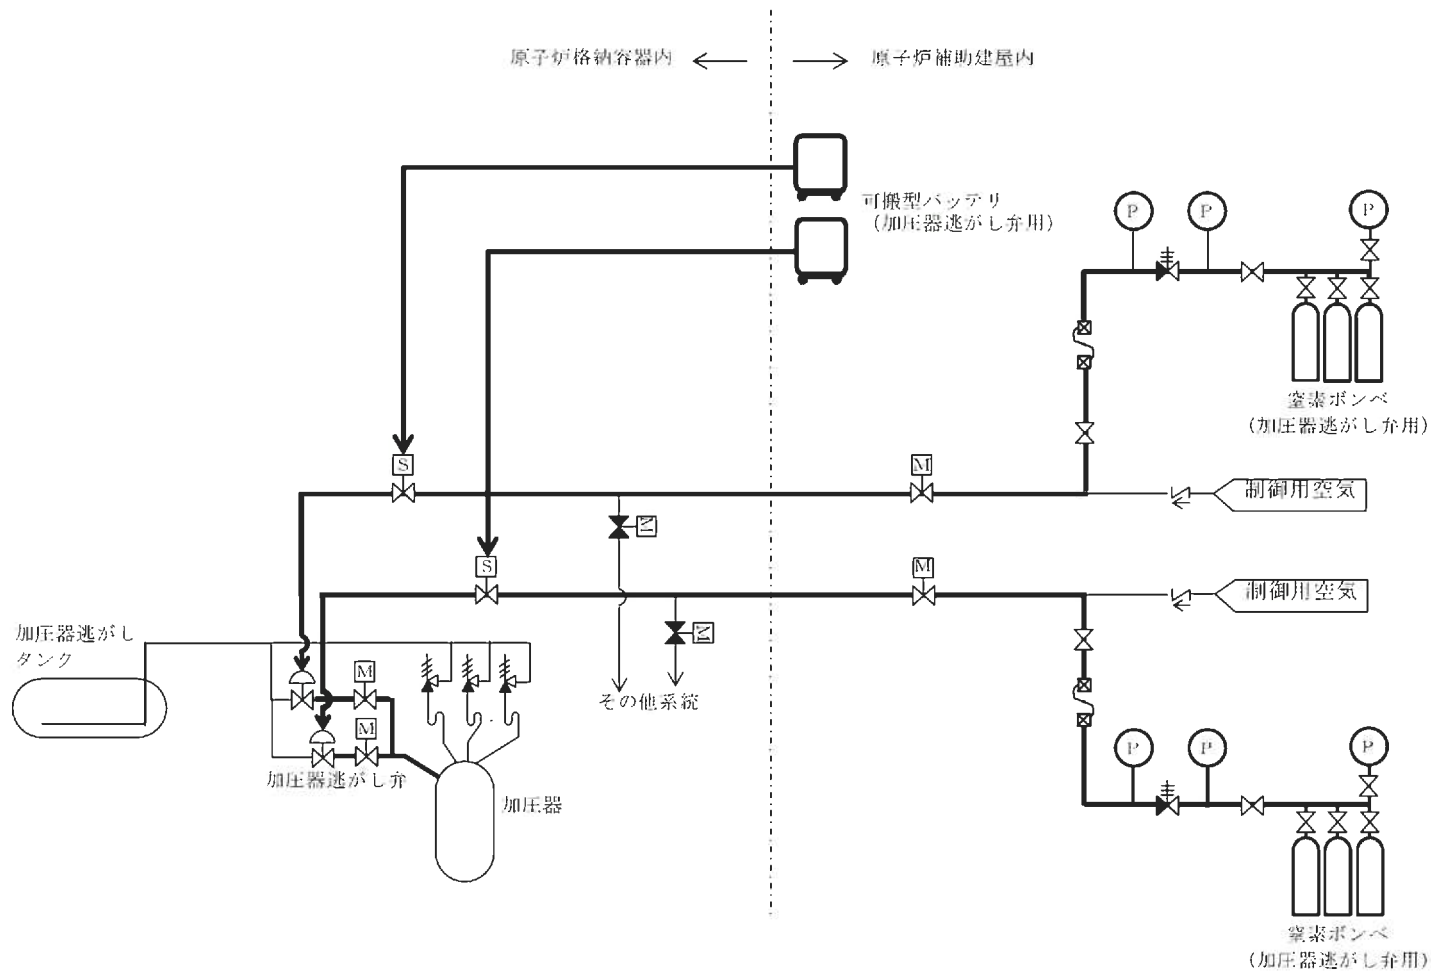 原子炉格納容器内
原子炉補助建屋内
可搬型バッテリ
（加圧器逃がし弁用）
P
P
P
窒素ボンベ
（加圧器逃がし弁用）
S
M
制御用空気
M
S
M
制御用空気
加圧器逃がし
タンク
M
M
その他系統
M
加圧器逃がし弁
加圧器
P
P
P
窒素ボンベ
（加圧器逃がし弁用）